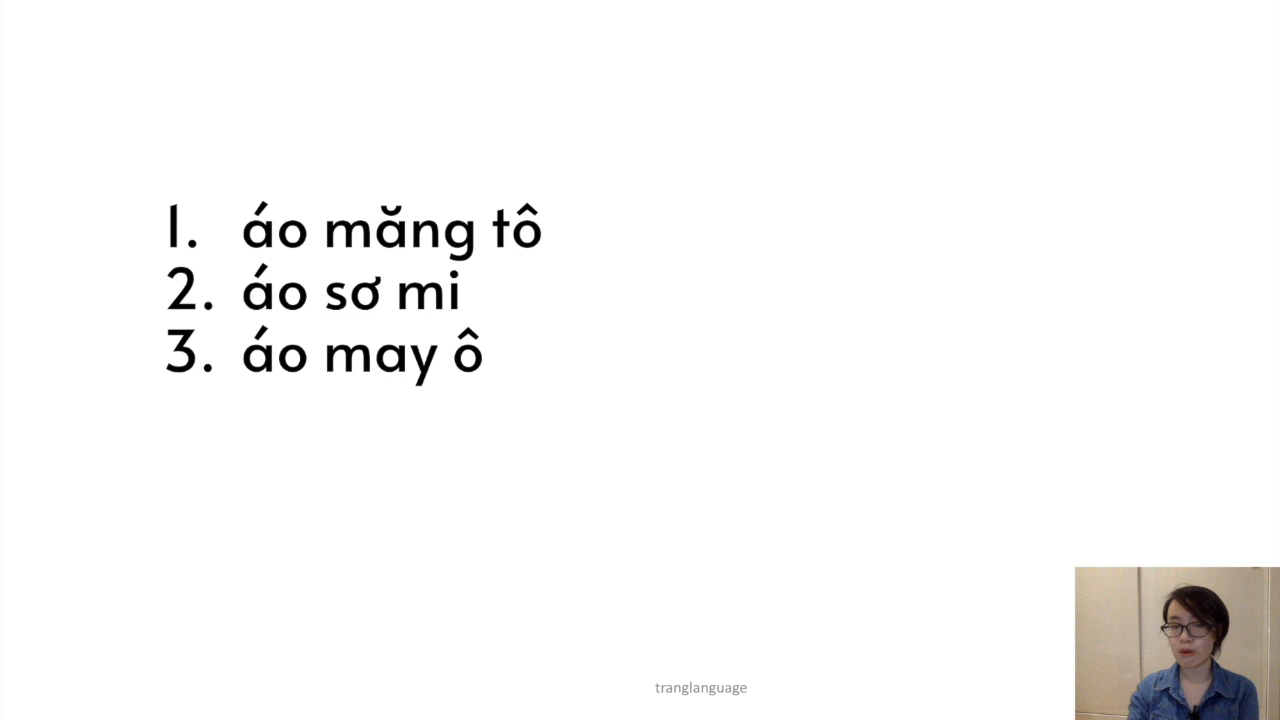 1. áo măng tô
2. áo sơ mi
3. áo may ô
tranglanguage